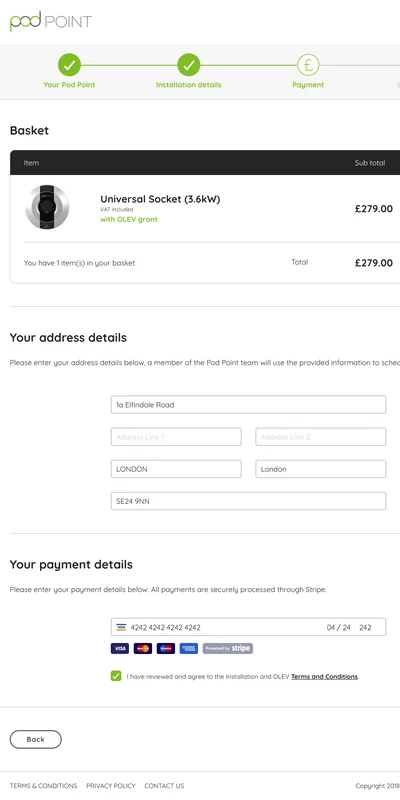 pod POINT
£
Your Pod Point Installation details Payment
Basket
Item Sub total
Universal Socket (3.6kW)
VAT included
£279.00
with OLEV grant
You have 1 item(s) in your basket Total £279.00
Your address details
Please enter your address details below, a member of the Pod Point team will use the provided information to sched
1a Elfindale Road
Address Line 1 Address Line 2
LONDON London
SE24 9NN
Your payment details
Please enter your payment details below. All payments are securely processed through Stripe.
VISA 4242 4242 4242 4242 04 / 24 242
VISA Powered by stripe
I have reviewed and agree to the Installation and OLEV Terms and Conditions.
Back
TERMS & CONDITIONS PRIVACY POLICY CONTACT US Copyright 2018